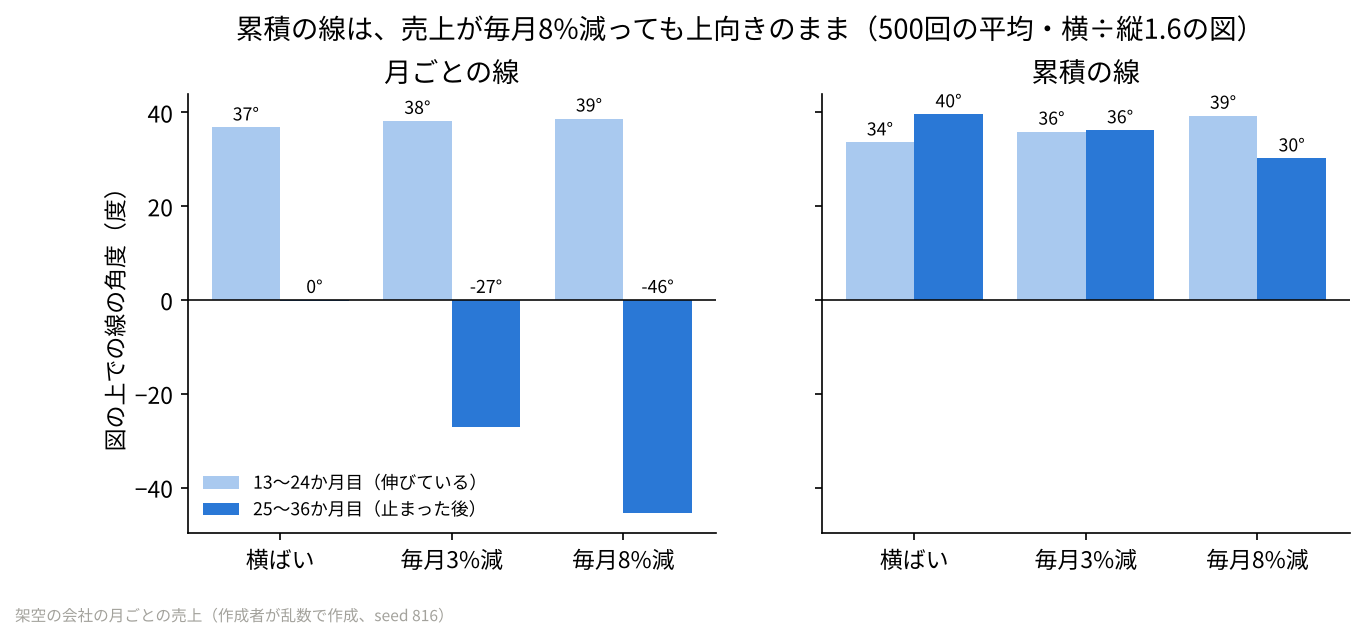 累積の線は、売上が毎月8%減っても上向きのまま（500回の平均・横÷縦1.6の図）
月ごとの線
図の上での線の角度（度）
40
20
0
−20
−40
37°
0°
38°
-27°
39°
-46°
13〜24か月目（伸びている）
25〜36か月目（止まった後）
横ばい
毎月3%減
毎月8%減
累積の線
34°
40°
36°
36°
39°
30°
横ばい
毎月3%減
毎月8%減
架空の会社の月ごとの売上（作成者が乱数で作成、seed 816）